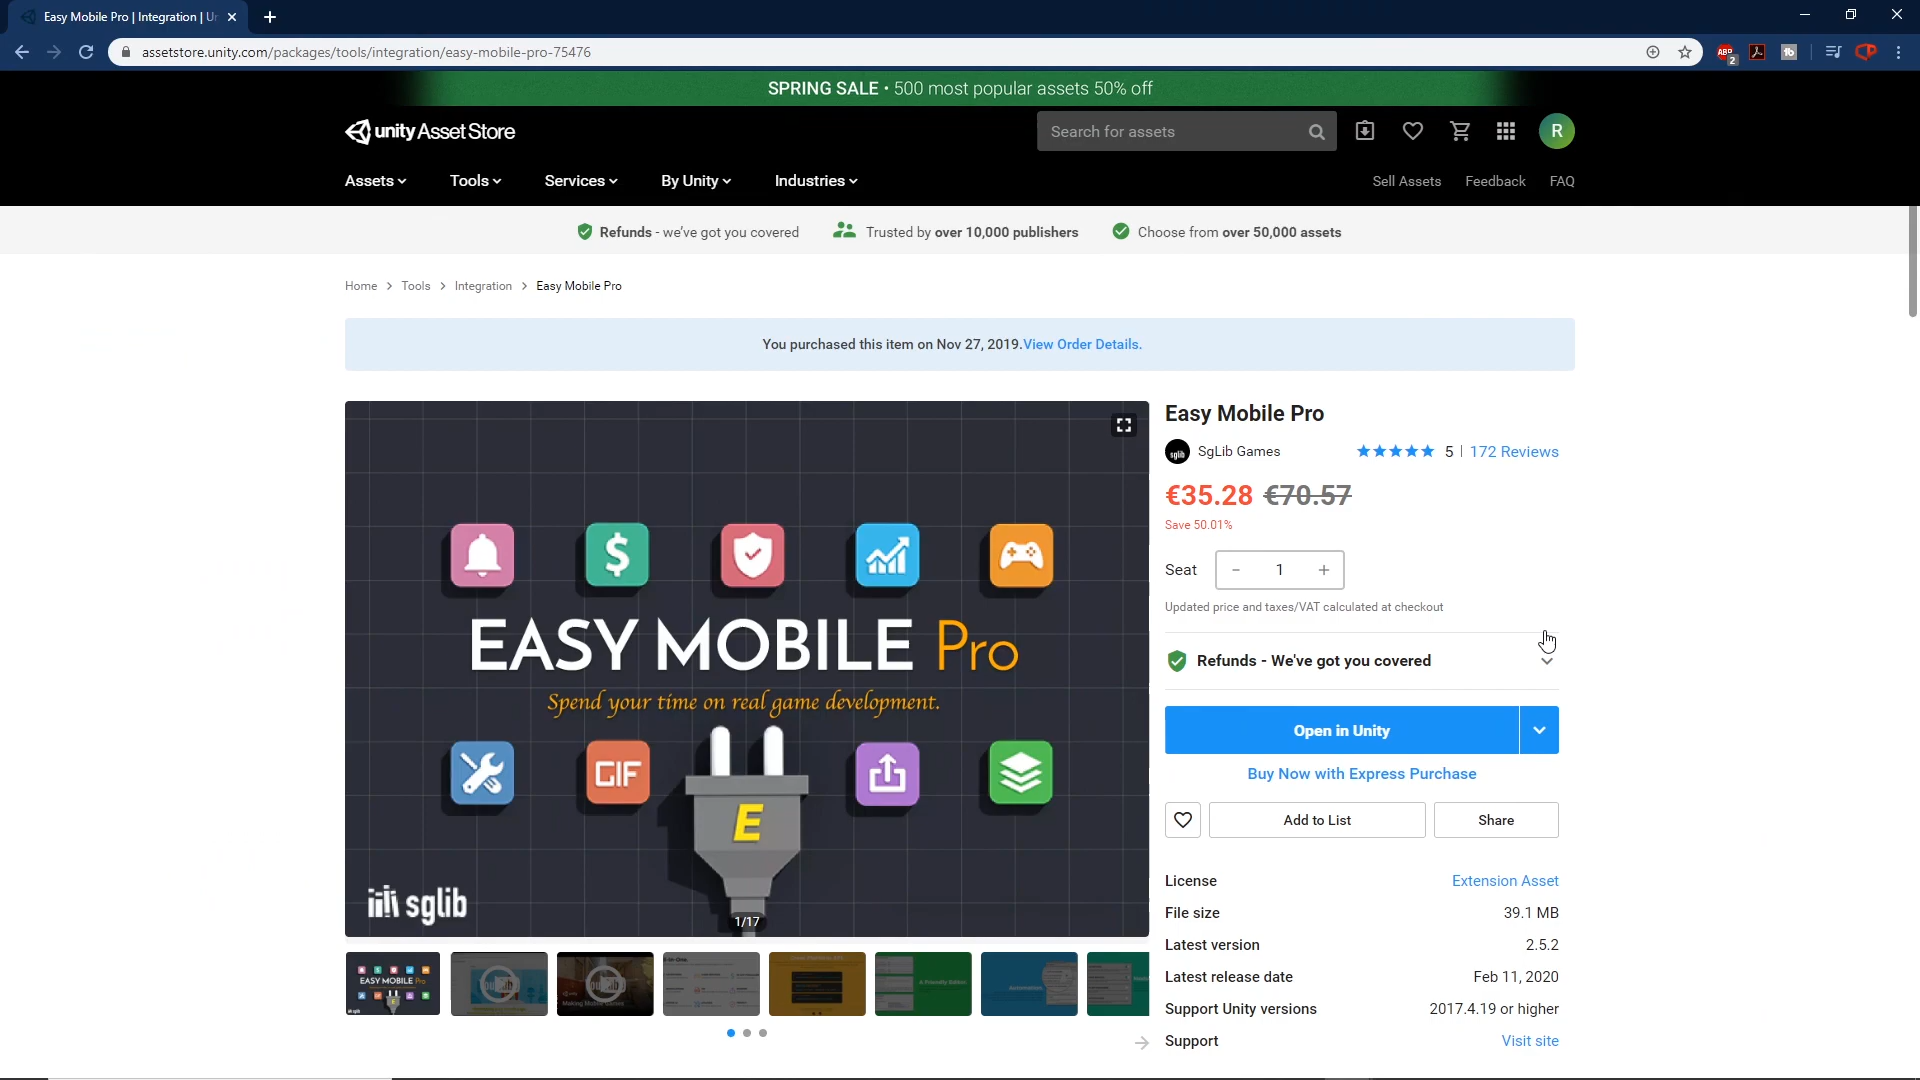 Easy Mobile Pro | Integration | Ur
assetstore.unity.com/packages/tools/integration/easy-mobile-pro-75476
ABP 2
SPRING SALE • 500 most popular assets 50% off
unity Asset Store
Search for assets
R
Assets Tools Services By Unity Industries
Sell Assets Feedback FAQ
Refunds - we've got you covered
Trusted by over 10,000 publishers
Choose from over 50,000 assets
Home > Tools > Integration > Easy Mobile Pro
You purchased this item on Nov 27, 2019.View Order Details.
EASY MOBILE Pro
Spend your time on real game development.
GIF
E
sglib
1/17
Easy Mobile Pro
sglib SgLib Games
5 | 172 Reviews
€35.28 €70.57
Save 50.01%
Seat - 1 +
Updated price and taxes/VAT calculated at checkout
Refunds - We've got you covered
Open in Unity
Buy Now with Express Purchase
Add to List
Share
License Extension Asset
File size 39.1 MB
Latest version 2.5.2
Latest release date Feb 11, 2020
Support Unity versions 2017.4.19 or higher
Support Visit site
EASY MOBILE Pro